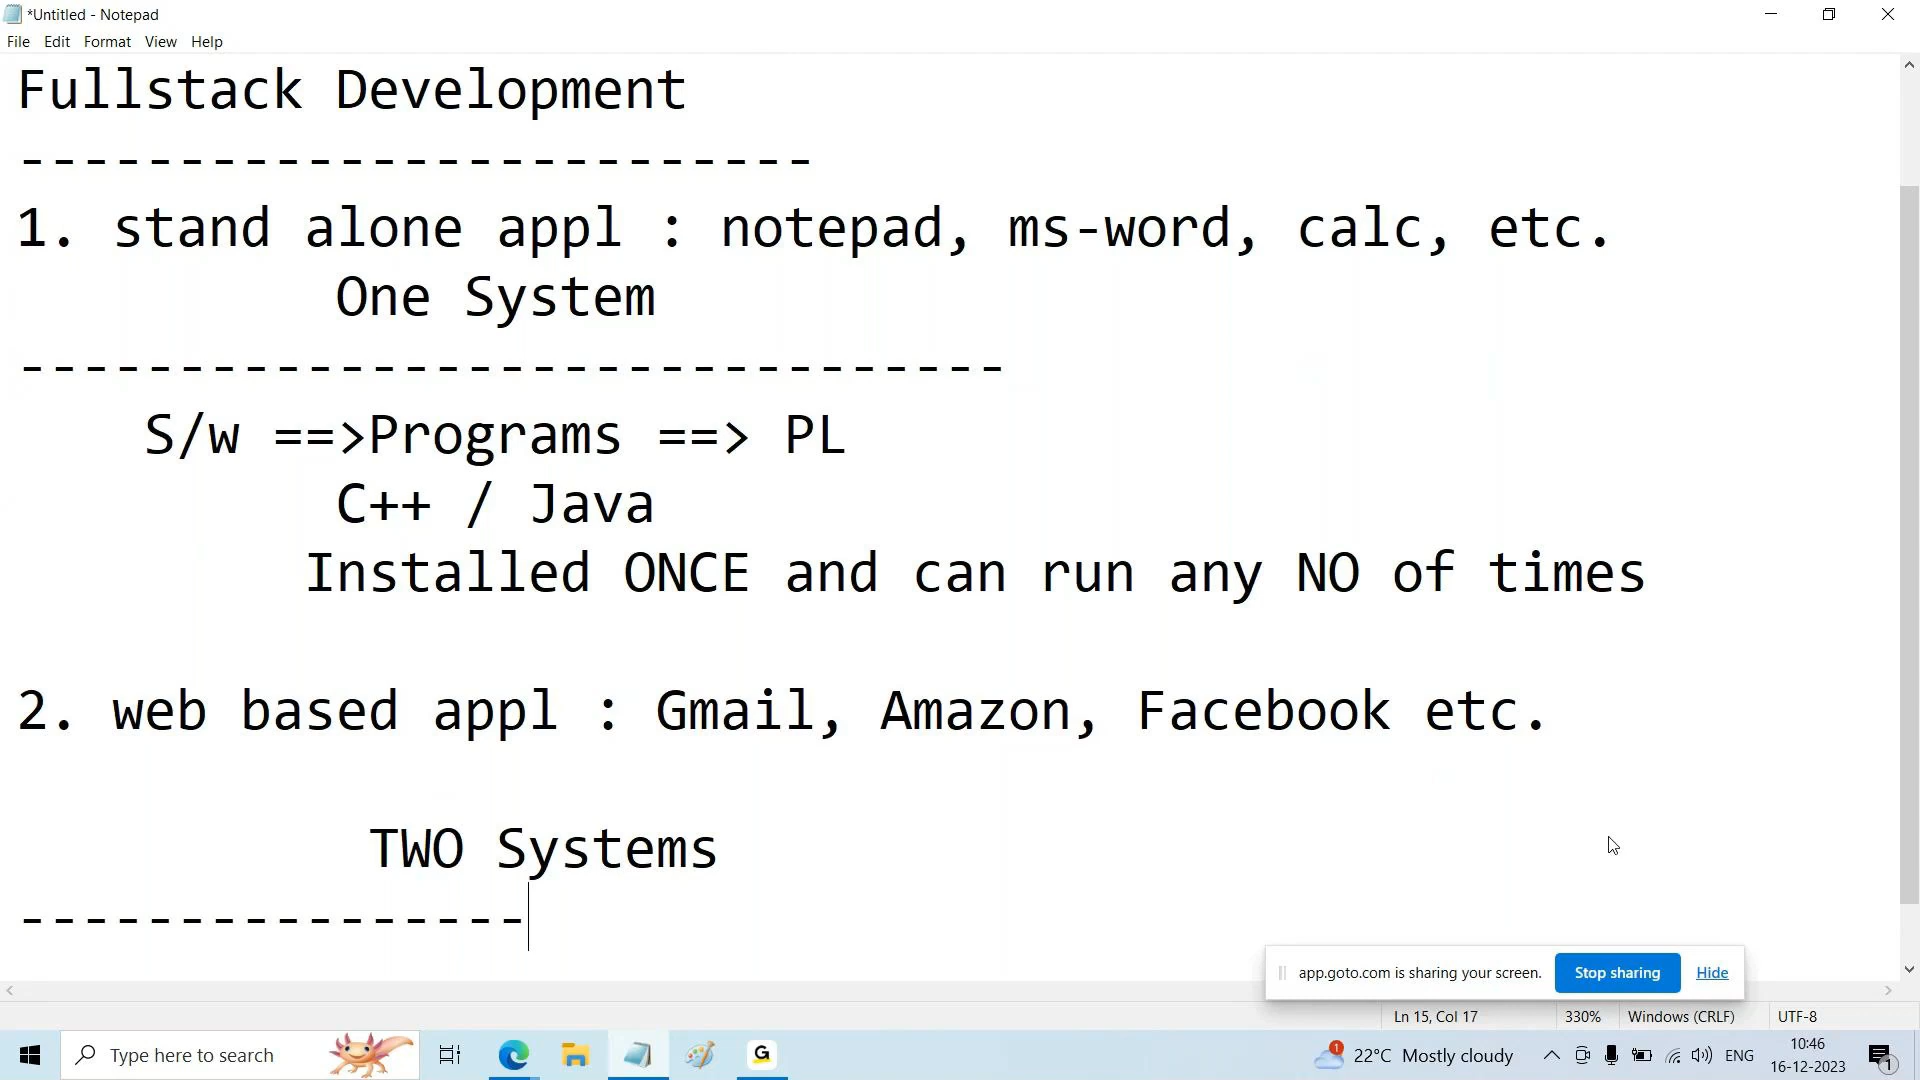 *Untitled - Notepad
File Edit Format View Help
Fullstack Development
-------------------------
1. stand alone appl : notepad, ms-word, calc, etc.
One System
-------------------------------
S/w ==>Programs ==> PL
C++ / Java
Installed ONCE and can run any NO of times
2. web based appl : Gmail, Amazon, Facebook etc.
TWO Systems
----------------
app.goto.com is sharing your screen. Stop sharing Hide
Ln 15, Col 17 330% Windows (CRLF) UTF-8
Type here to search
1 22°C Mostly cloudy ENG
10:46
16-12-2023
1
G